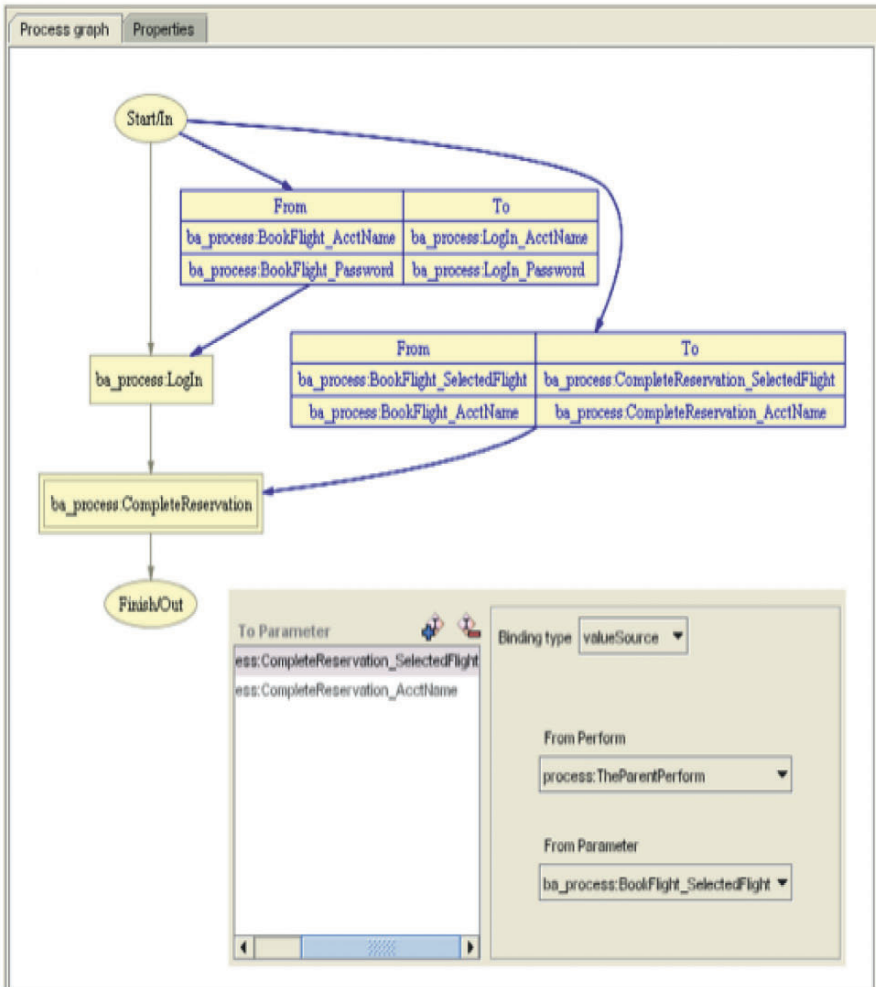 Process graph Properties
Start/In
From To
ba_process:BookFlight_AcctName ba_process:LogIn_AcctName
ba_process:BookFlight_Password ba_process:LogIn_Password
From To
ba_process:BookFlight_SelectedFlight ba_process:CompleteReservation_SelectedFlight
ba_process:BookFlight_AcctName ba_process:CompleteReservation_AcctName
ba_process:LogIn
ba_process:CompleteReservation
Finish/Out
To Parameter
ess:CompleteReservation_SelectedFlight
ess:CompleteReservation_AcctName
Binding type valueSource
From Perform
process:TheParentPerform
From Parameter
ba_process:BookFlight_SelectedFlight